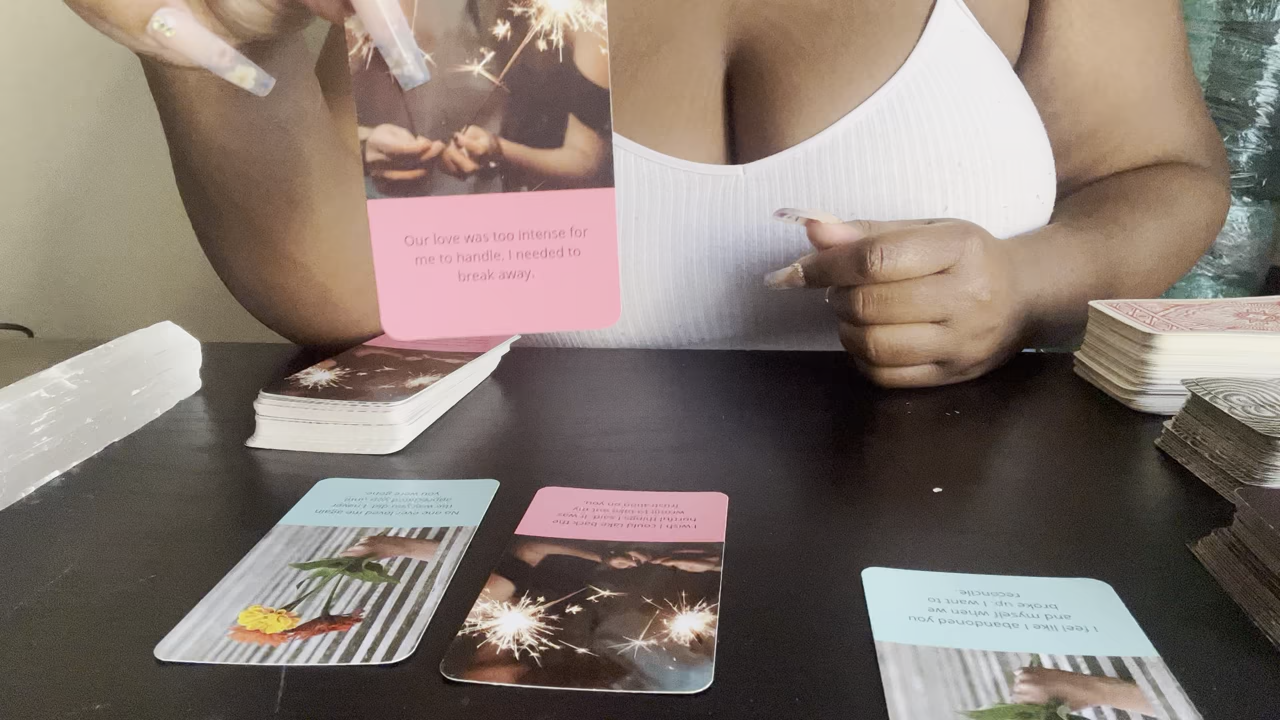 Our love was too intense for
me to handle. I needed to
break away.
No one ever loved me again
the way you did. I never
appreciated you until
you were gone.
I wish I could take back the
hurtful things I said. It was
wrong to take out my
frustration on you.
I feel like I abandoned you
and myself when we
broke up. I want to
reconcile.